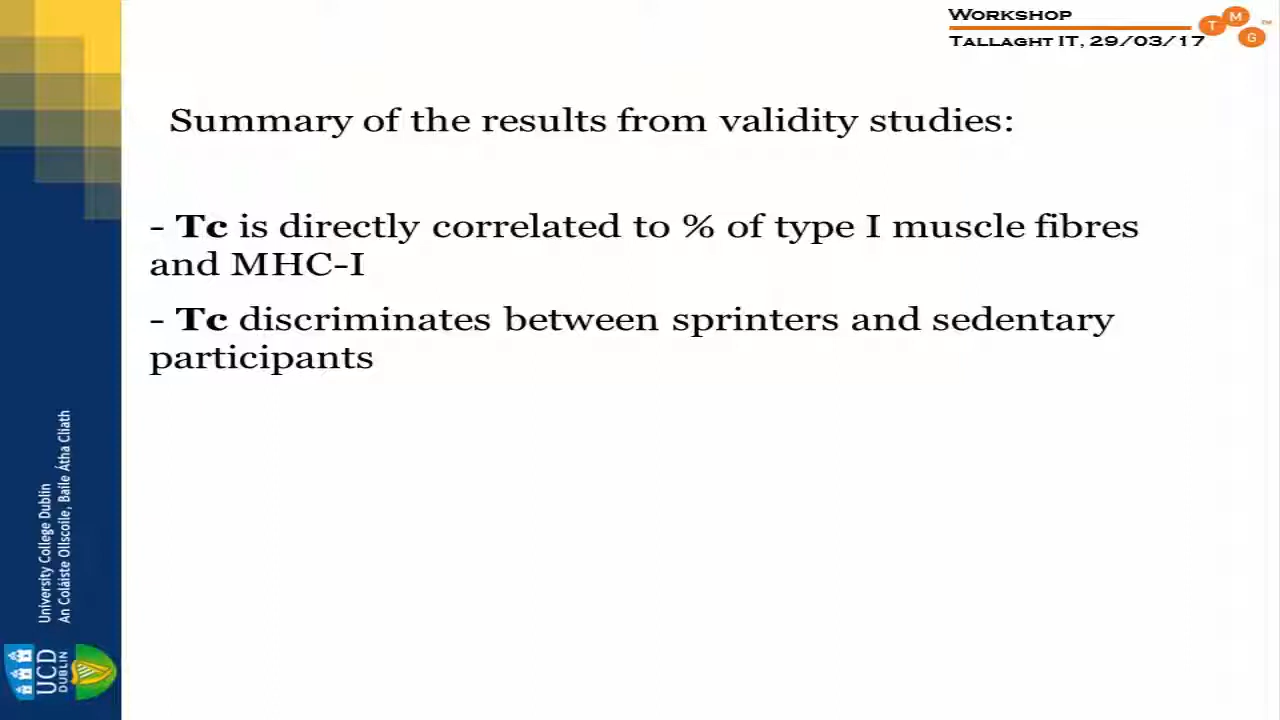 WORKSHOP
TALLAGHT IT, 29/03/17
T M G ™
Summary of the results from validity studies:
- Tc is directly correlated to % of type I muscle fibres
and MHC-I
- Tc discriminates between sprinters and sedentary
participants
University College Dublin
An Coláiste Ollscoile, Baile Átha Cliath
UCD
DUBLIN